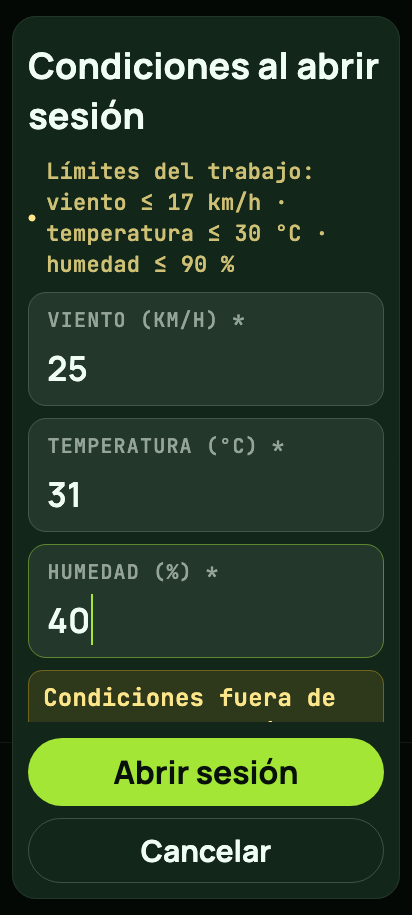 Condiciones al abrir
sesión
Límites del trabajo:
viento ≤ 17 km/h ·
temperatura ≤ 30 °C ·
humedad ≤ 90 %
VIENTO (KM/H) *
25
TEMPERATURA (°C) *
31
HUMEDAD (%) *
40
Condiciones fuera de
Abrir sesión
Cancelar